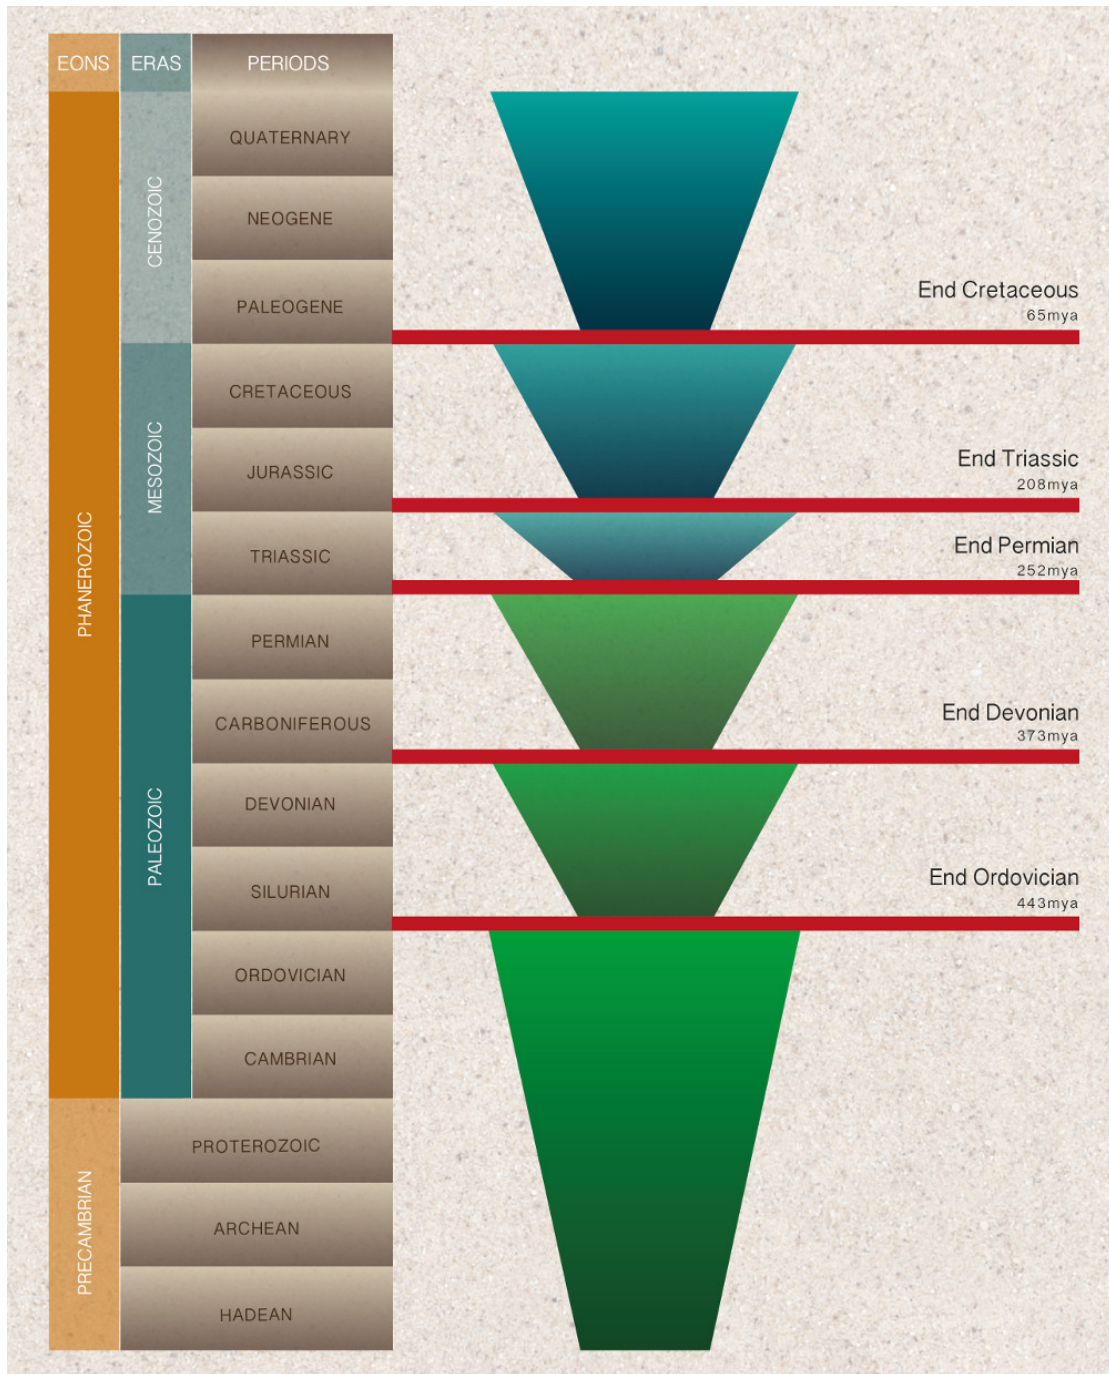 EONS
ERAS
PERIODS
PHANEROZOIC
PRECAMBRIAN
CENOZOIC
MESOZOIC
PALEOZOIC
QUATERNARY
NEOGENE
PALEOGENE
CRETACEOUS
JURASSIC
TRIASSIC
PERMIAN
CARBONIFEROUS
DEVONIAN
SILURIAN
ORDOVICIAN
CAMBRIAN
PROTEROZOIC
ARCHEAN
HADEAN
End Cretaceous
65mya
End Triassic
208mya
End Permian
252mya
End Devonian
373mya
End Ordovician
443mya